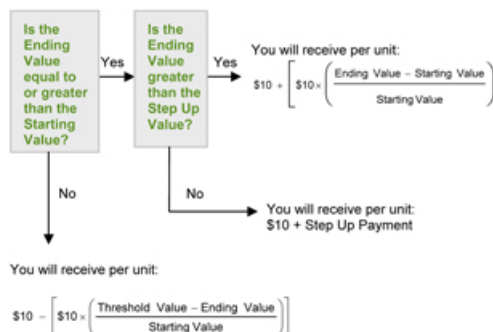 Is the
Ending
Value
equal to
or greater
than the
Starting
Value?
Yes
Is the
Ending
Value
greater
than the
Step Up
Value?
Yes
You will receive per unit:
$10 + [ $10 × ( Ending Value – Starting Value
Starting Value ) ]
No
You will receive per unit:
$10 + Step Up Payment
No
You will receive per unit:
$10 – [ $10 × ( Threshold Value – Ending Value
Starting Value ) ]